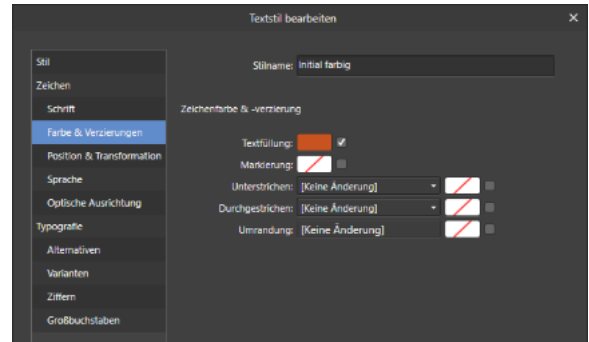 Textstil bearbeiten
Stil
Zeichen
Schrift
Farbe & Verzierungen
Position & Transformation
Sprache
Optische Ausrichtung
Typografie
Alternativen
Varianten
Ziffern
Großbuchstaben
Stilname: Initial farbig
Zeichenfarbe & -verzierung
Textfüllung:
Markierung:
Unterstrichen: [Keine Änderung]
Durchgestrichen: [Keine Änderung]
Umrandung: [Keine Änderung]